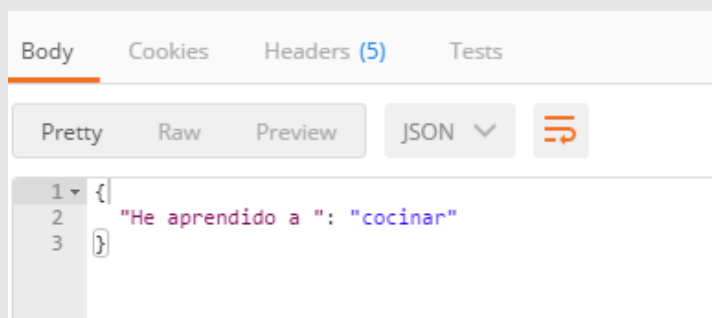 Body Cookies Headers (5) Tests
Pretty Raw Preview JSON
1 {
2 "He aprendido a ": "cocinar"
3 }